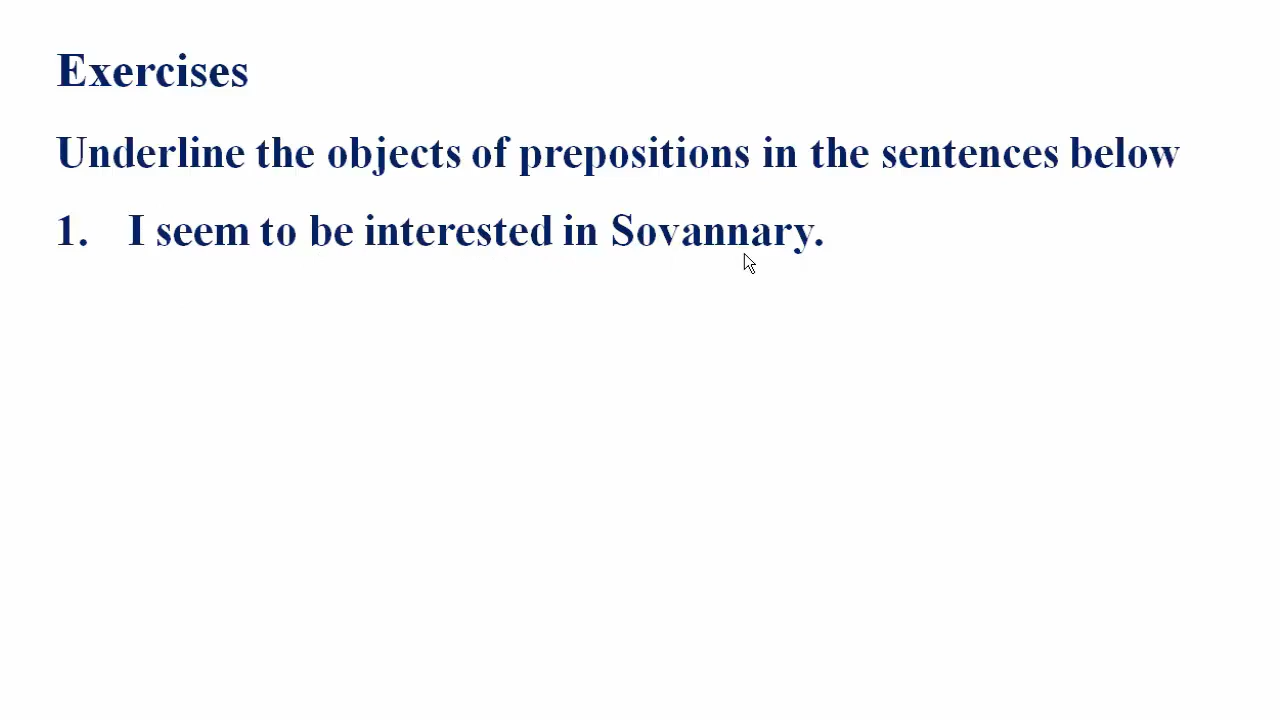 Exercises
Underline the objects of prepositions in the sentences below
1. I seem to be interested in Sovannary.